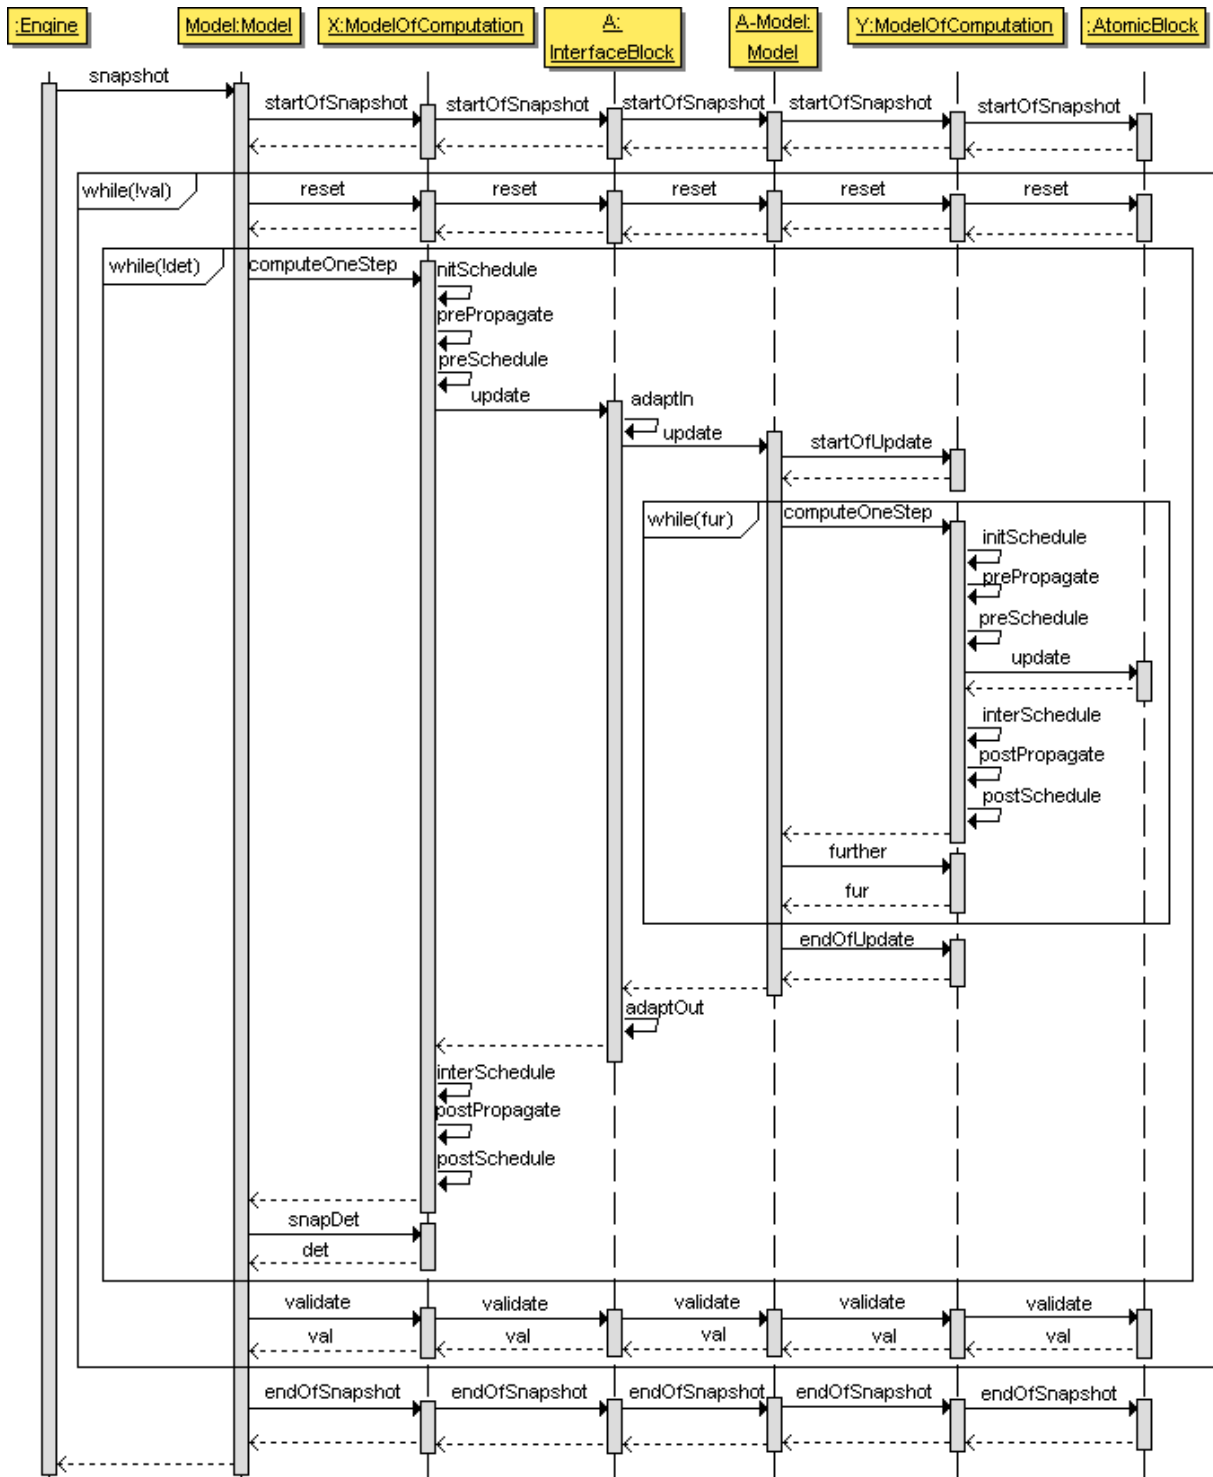 :Engine
Model:Model
X:ModelOfComputation
A:
InterfaceBlock
A-Model:
Model
Y:ModelOfComputation
:AtomicBlock
snapshot
startOfSnapshot
startOfSnapshot
startOfSnapshot
startOfSnapshot
startOfSnapshot
while(!val)
reset
reset
reset
reset
reset
while(!det)
computeOneStep
nitSchedule
prePropagate
preSchedule
update
adaptIn
update
startOfUpdate
while(fur)
computeOneStep
initSchedule
prePropagate
preSchedule
update
interSchedule
postPropagate
postSchedule
further
fur
endOfUpdate
adaptOut
interSchedule
postPropagate
postSchedule
snapDet
det
validate
validate
validate
validate
validate
val
val
val
val
val
endOfSnapshot
endOfSnapshot
endOfSnapshot
endOfSnapshot
endOfSnapshot